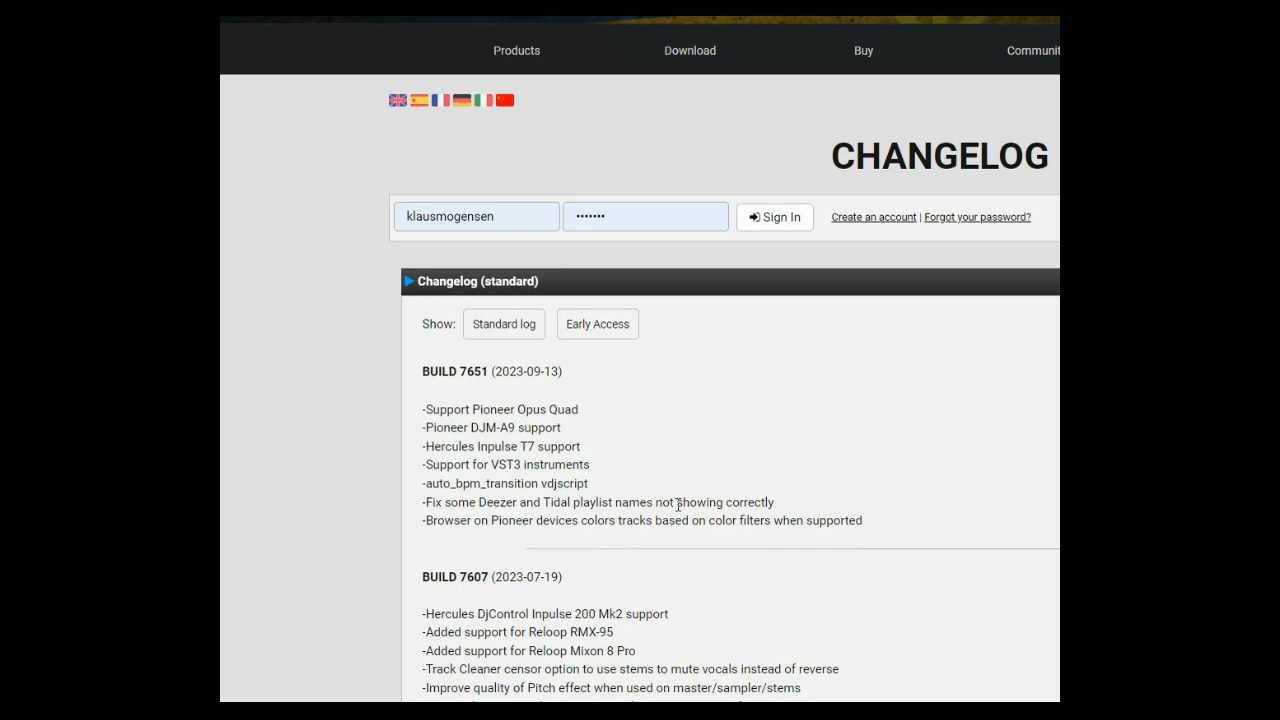 Products Download Buy Communit
CHANGELOG
klausmogensen ••••••• Sign In Create an account | Forgot your password?
Changelog (standard)
Show: Standard log Early Access
BUILD 7651 (2023-09-13)
-Support Pioneer Opus Quad
-Pioneer DJM-A9 support
-Hercules Inpulse T7 support
-Support for VST3 instruments
-auto_bpm_transition vdjscript
-Fix some Deezer and Tidal playlist names not showing correctly
-Browser on Pioneer devices colors tracks based on color filters when supported
BUILD 7607 (2023-07-19)
-Hercules DjControl Inpulse 200 Mk2 support
-Added support for Reloop RMX-95
-Added support for Reloop Mixon 8 Pro
-Track Cleaner censor option to use stems to mute vocals instead of reverse
-Improve quality of Pitch effect when used on master/sampler/stems